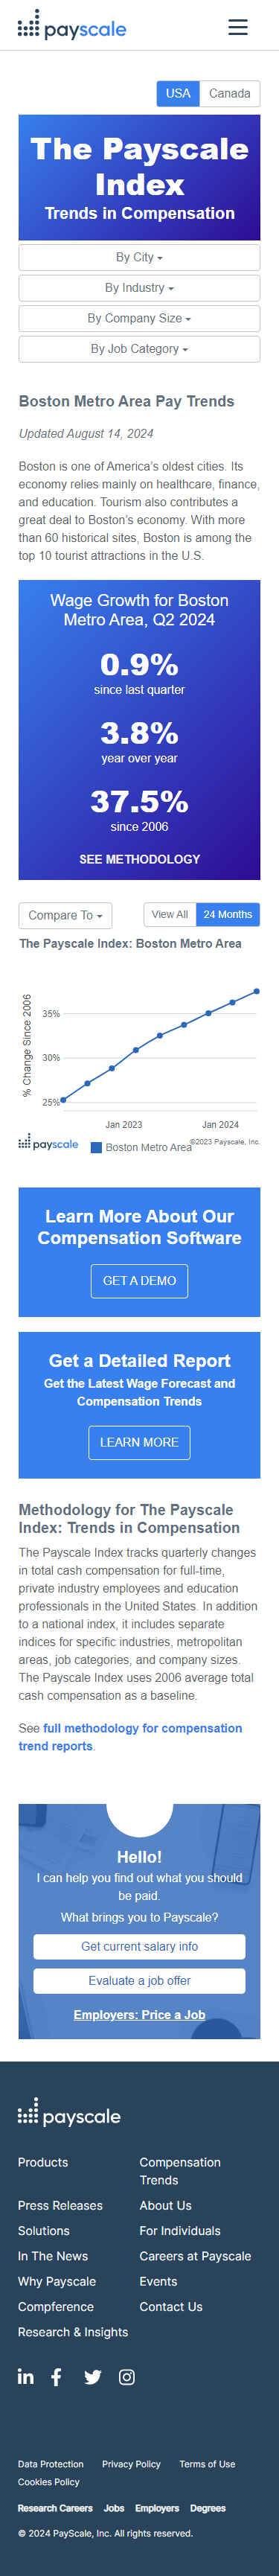 payscale
USA
Canada
The Payscale
Index
Trends in Compensation
By City
By Industry
By Company Size
By Job Category
Boston Metro Area Pay Trends
Updated August 14, 2024
Boston is one of America's oldest cities. Its
economy relies mainly on healthcare, finance,
and education. Tourism also contributes a
great deal to Boston's economy. With more
than 60 historical sites, Boston is among the
top 10 tourist attractions in the U.S.
Wage Growth for Boston
Metro Area, Q2 2024
0.9%
since last quarter
3.8%
year over year
37.5%
since 2006
SEE METHODOLOGY
Compare To
View All
24 Months
The Payscale Index: Boston Metro Area
% Change Since 2006
35%
30%
25%
Jan 2023
Jan 2024
payscale
Boston Metro Area
©2023 Payscale, Inc.
Learn More About Our
Compensation Software
GET A DEMO
Get a Detailed Report
Get the Latest Wage Forecast and
Compensation Trends
LEARN MORE
Methodology for The Payscale
Index: Trends in Compensation
The Payscale Index tracks quarterly changes
in total cash compensation for full-time,
private industry employees and education
professionals in the United States. In addition
to a national index, it includes separate
indices for specific industries, metropolitan
areas, job categories, and company sizes.
The Payscale Index uses 2006 average total
cash compensation as a baseline.
See full methodology for compensation
trend reports.
Hello!
I can help you find out what you should
be paid.
What brings you to Payscale?
Get current salary info
Evaluate a job offer
Employers: Price a Job
payscale
Products
Compensation
Trends
Press Releases
About Us
Solutions
For Individuals
In The News
Careers at Payscale
Why Payscale
Events
Compference
Contact Us
Research & Insights
Data Protection
Privacy Policy
Terms of Use
Cookies Policy
Research Careers
Jobs
Employers
Degrees
© 2024 PayScale, Inc. All rights reserved.